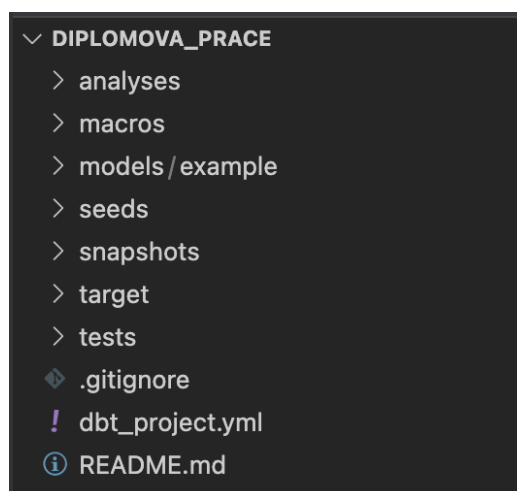 DIPLOMOVA_PRACE
analyses
macros
models/example
seeds
snapshots
target
tests
.gitignore
! dbt_project.yml
README.md